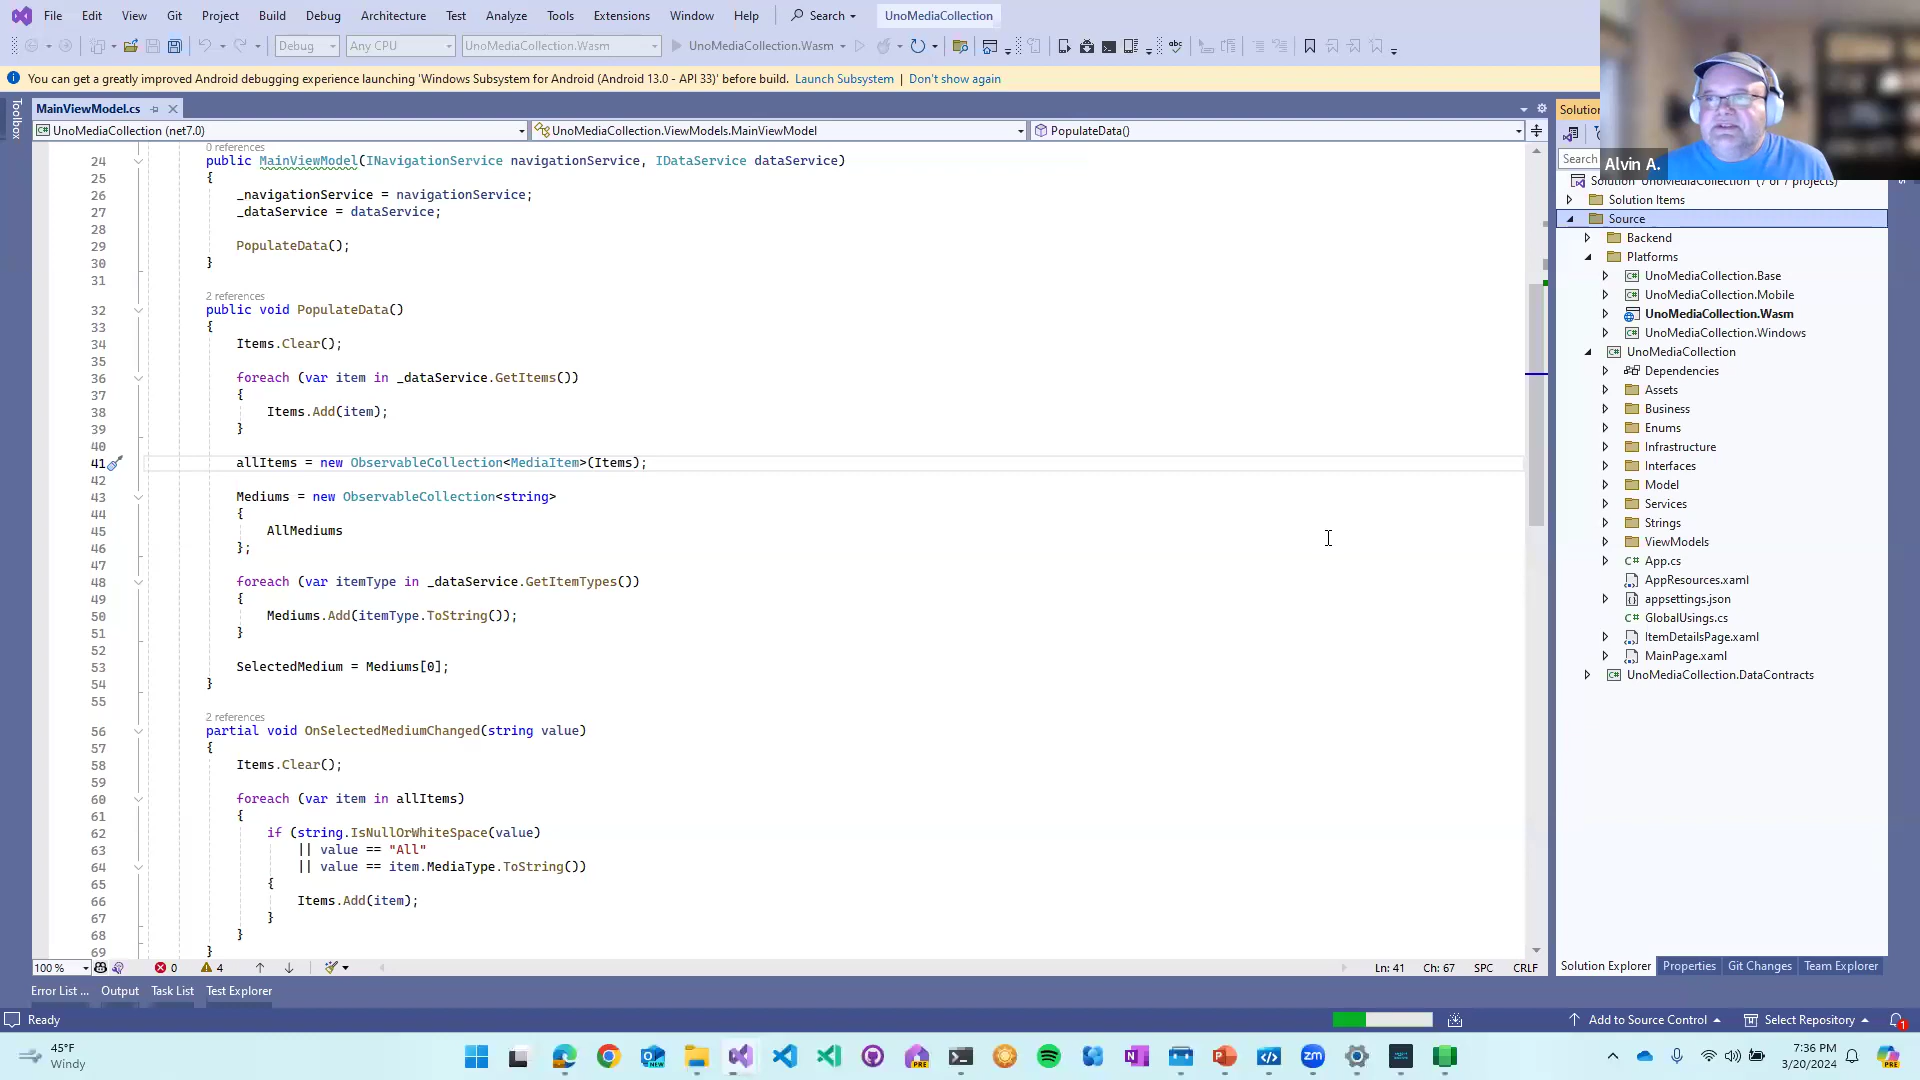 File Edit View Git Project Build Debug Architecture Test Analyze Tools Extensions Window Help Search UnoMediaCollection
Debug Any CPU UnoMediaCollection.Wasm UnoMediaCollection.Wasm
You can get a greatly improved Android debugging experience launching 'Windows Subsystem for Android (Android 13.0 - API 33)' before build. Launch Subsystem | Don't show again
MainViewModel.cs
UnoMediaCollection (net7.0) UnoMediaCollection.ViewModels.MainViewModel PopulateData()
Toolbox
0 references
24 public MainViewModel(INavigationService navigationService, IDataService dataService)
25 {
26 _navigationService = navigationService;
27 _dataService = dataService;
28
29 PopulateData();
30 }
31
2 references
32 public void PopulateData()
33 {
34 Items.Clear();
35
36 foreach (var item in _dataService.GetItems())
37 {
38 Items.Add(item);
39 }
40
41 allItems = new ObservableCollection<MediaItem>(Items);
42
43 Mediums = new ObservableCollection<string>
44 {
45 AllMediums
46 };
47
48 foreach (var itemType in _dataService.GetItemTypes())
49 {
50 Mediums.Add(itemType.ToString());
51 }
52
53 SelectedMedium = Mediums[0];
54 }
55
2 references
56 partial void OnSelectedMediumChanged(string value)
57 {
58 Items.Clear();
59
60 foreach (var item in allItems)
61 {
62 if (string.IsNullOrWhiteSpace(value)
63 || value == "All"
64 || value == item.MediaType.ToString())
65 {
66 Items.Add(item);
67 }
68 }
69 }
100 % 0 4 Ln: 41 Ch: 67 SPC CRLF
Error List ... Output Task List Test Explorer
Ready
Alvin A.
Solution
Search
Solution 'UnoMediaCollection' (7 of 7 projects)
Solution Items
Source
Backend
Platforms
UnoMediaCollection.Base
UnoMediaCollection.Mobile
UnoMediaCollection.Wasm
UnoMediaCollection.Windows
UnoMediaCollection
Dependencies
Assets
Business
Enums
Infrastructure
Interfaces
Model
Services
Strings
ViewModels
App.cs
AppResources.xaml
appsettings.json
GlobalUsings.cs
ItemDetailsPage.xaml
MainPage.xaml
UnoMediaCollection.DataContracts
Solution Explorer Properties Git Changes Team Explorer
Add to Source Control Select Repository 1
45°F
Windy
7:36 PM
3/20/2024